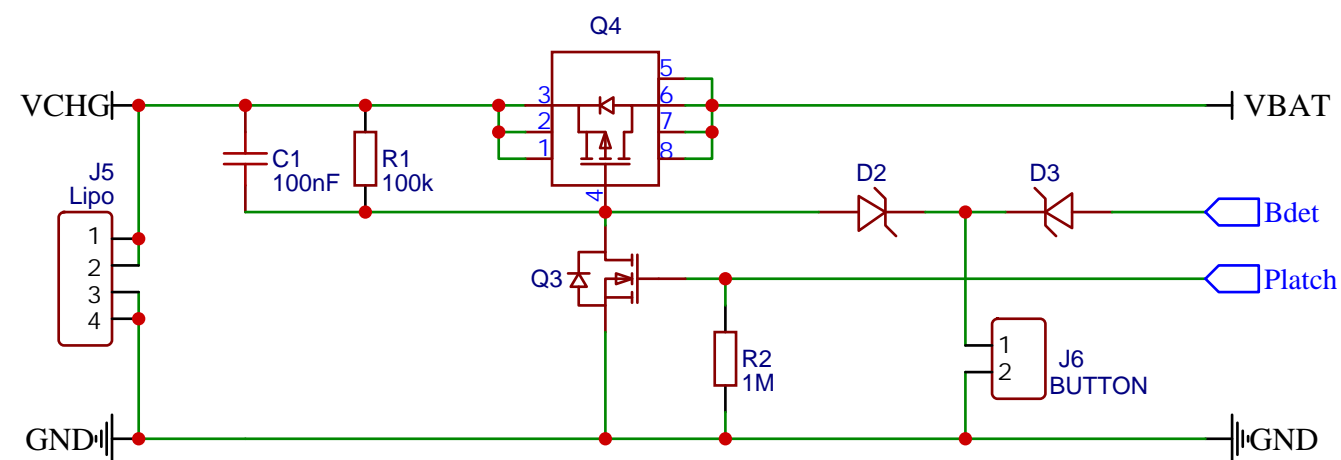 Q4
VCHG
VBAT
3
2
1
5
6
7
8
4
C1
100nF
R1
100k
J5
Lipo
1
2
3
4
D2
D3
Bdet
Q3
Platch
R2
1M
1
2
J6
BUTTON
GND
GND